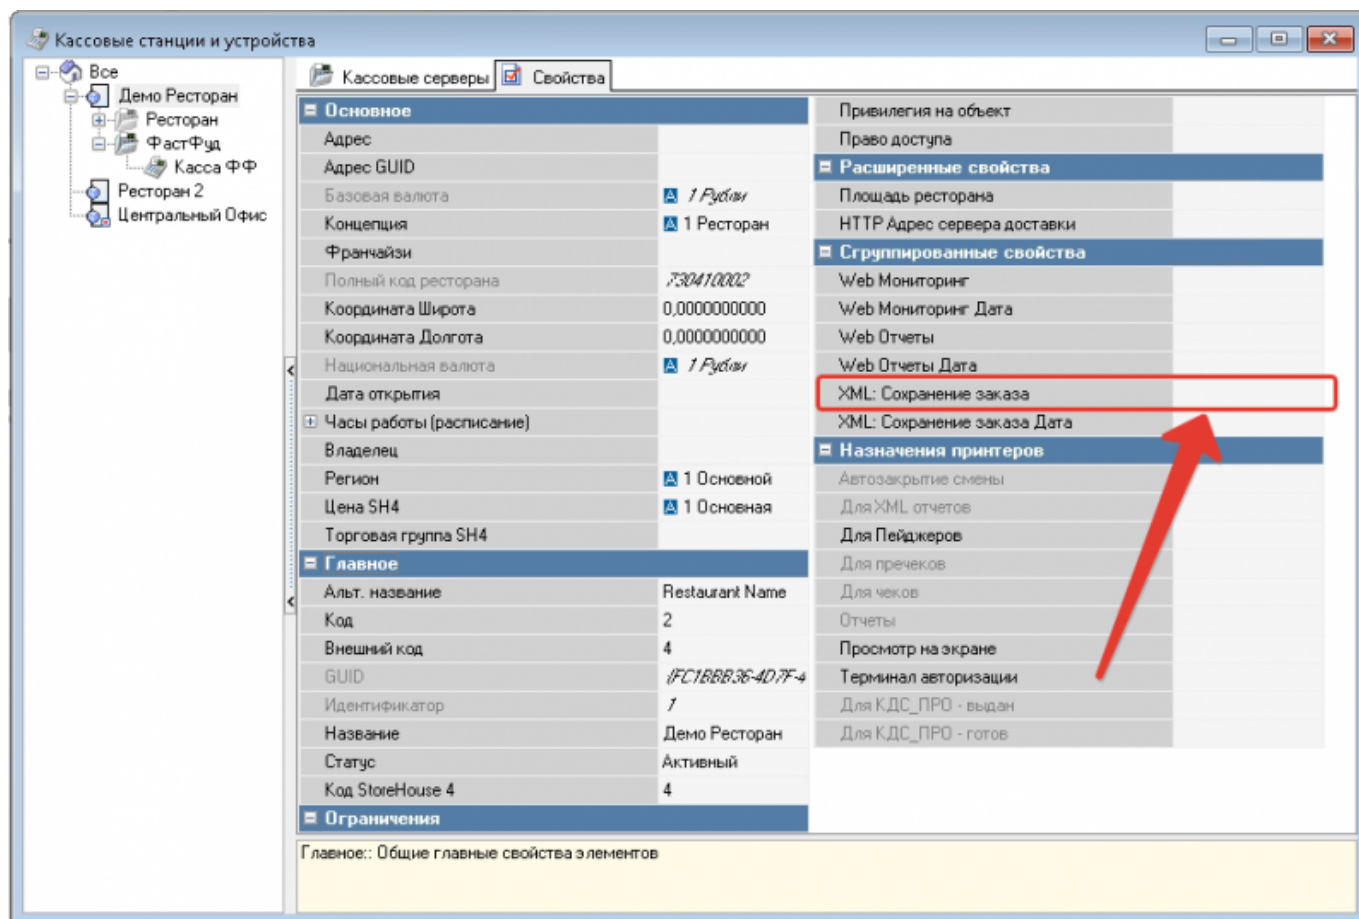 Кассовые станции и устройства
Все
Демо Ресторан
Ресторан
ФастФуд
Касса ФФ
Ресторан 2
Центральный Офис
Кассовые серверы
Свойства
Основное
Адрес
Адрес GUID
Базовая валюта 1 Рубли
Концепция 1 Ресторан
Франчайзи
Полный код ресторана 730410002
Координата Широта 0,0000000000
Координата Долгота 0,0000000000
Национальная валюта 1 Рубли
Дата открытия
Часы работы (расписание)
Владелец
Регион 1 Основной
Цена SH4 1 Основная
Торговая группа SH4
Главное
Альт. название Restaurant Name
Код 2
Внешний код 4
GUID {FC1BBB36-4D7F-4
Идентификатор 1
Название Демо Ресторан
Статус Активный
Код StoreHouse 4 4
Ограничения
Привилегия на объект
Право доступа
Расширенные свойства
Площадь ресторана
HTTP Адрес сервера доставки
Сгруппированные свойства
Web Мониторинг
Web Мониторинг Дата
Web Отчеты
Web Отчеты Дата
XML: Сохранение заказа
XML: Сохранение заказа Дата
Назначения принтеров
Автозакрытие смены
Для XML отчетов
Для Пейджеров
Для пречеков
Для чеков
Отчеты
Просмотр на экране
Терминал авторизации
Для КДС_ПРО - выдан
Для КДС_ПРО - готов
Главное:: Общие главные свойства элементов